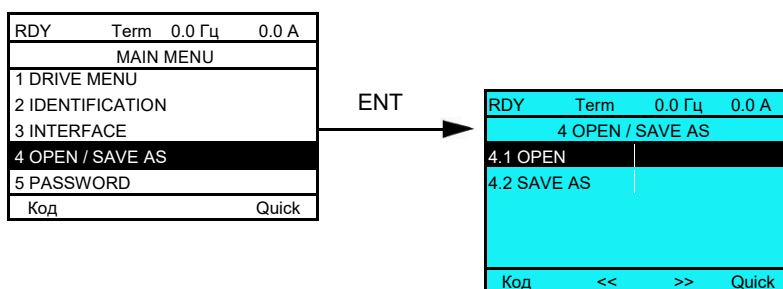 RDY Term 0.0 Гц 0.0 A
MAIN MENU
1 DRIVE MENU
2 IDENTIFICATION
3 INTERFACE
4 OPEN / SAVE AS
5 PASSWORD
Код Quick
ENT
RDY Term 0.0 Гц 0.0 A
4 OPEN / SAVE AS
4.1 OPEN
4.2 SAVE AS
Код << >> Quick